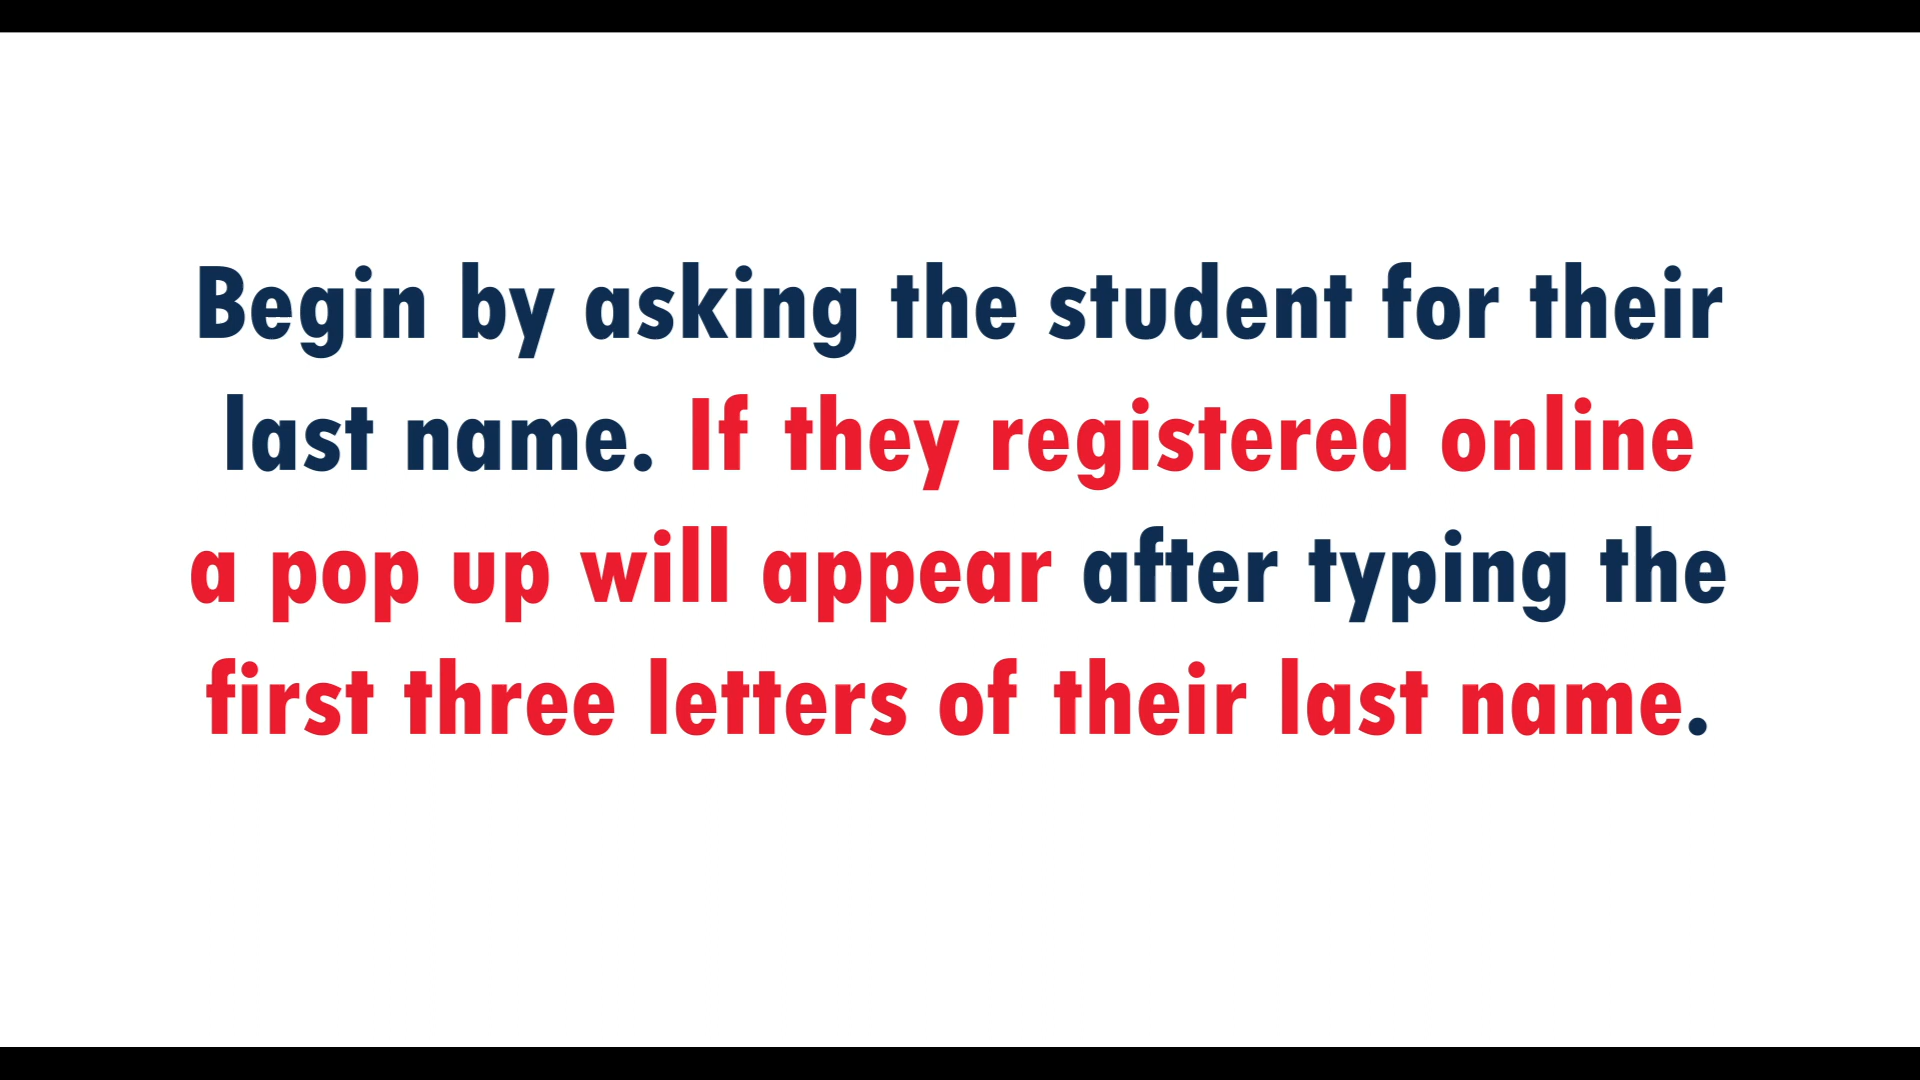 Begin by asking the student for their
last name. If they registered online
a pop up will appear after typing the
first three letters of their last name.